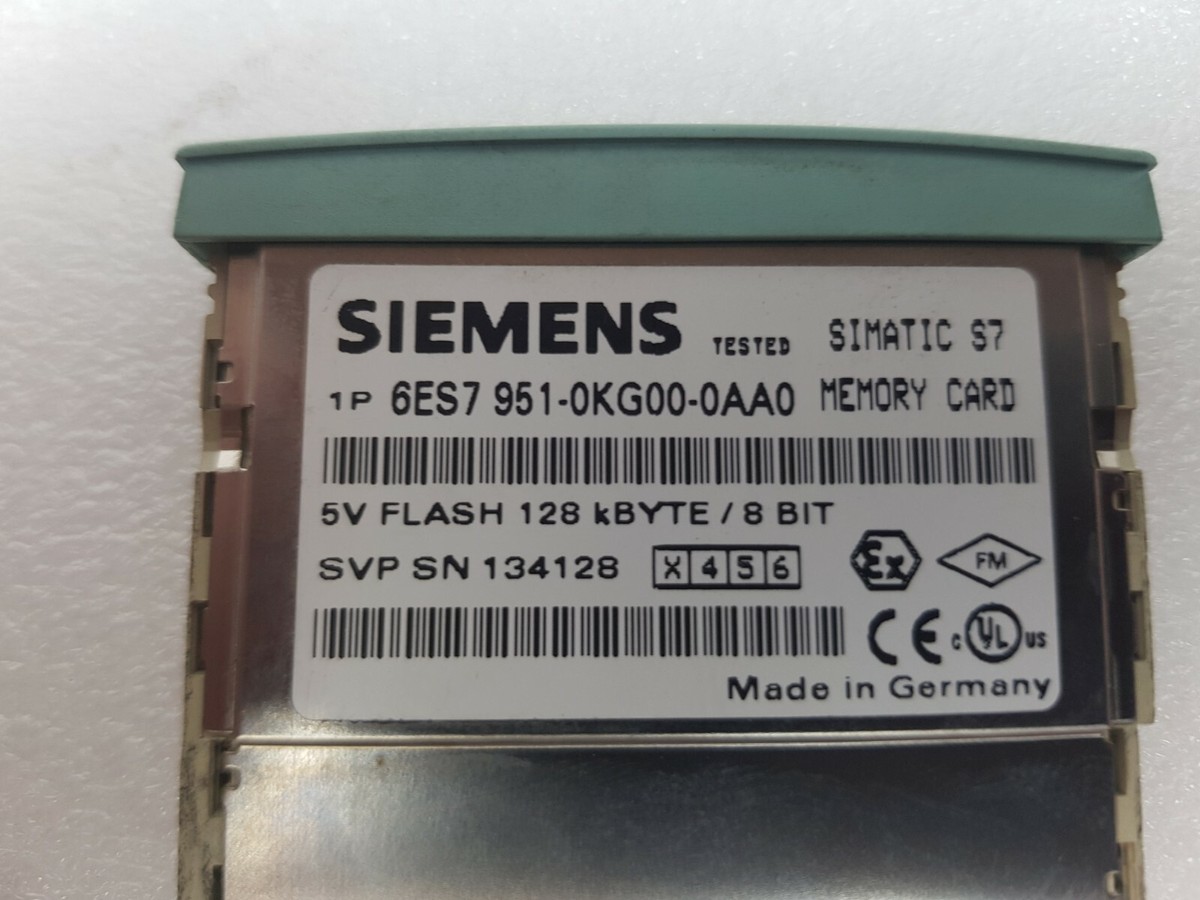 SIEMENS TESTED SIMATIC S7
1P 6ES7 951-0KG00-0AA0 MEMORY CARD
5V FLASH 128 kBYTE / 8 BIT
SVP SN 134128 X 4 5 6 Ex FM
CE c UL us
Made in Germany